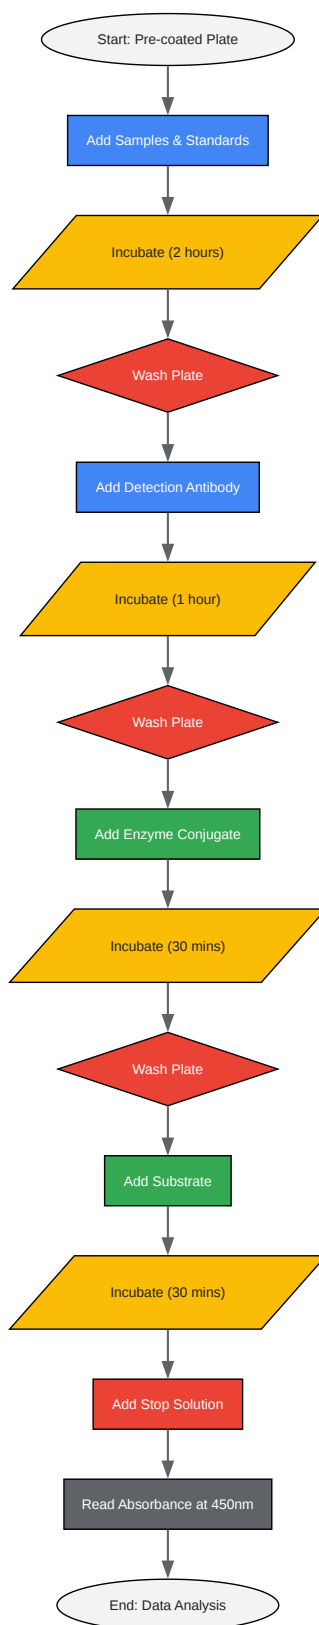 Start: Pre-coated Plate
Add Samples & Standards
Incubate (2 hours)
Wash Plate
Add Detection Antibody
Incubate (1 hour)
Wash Plate
Add Enzyme Conjugate
Incubate (30 mins)
Wash Plate
Add Substrate
Incubate (30 mins)
Add Stop Solution
Read Absorbance at 450nm
End: Data Analysis